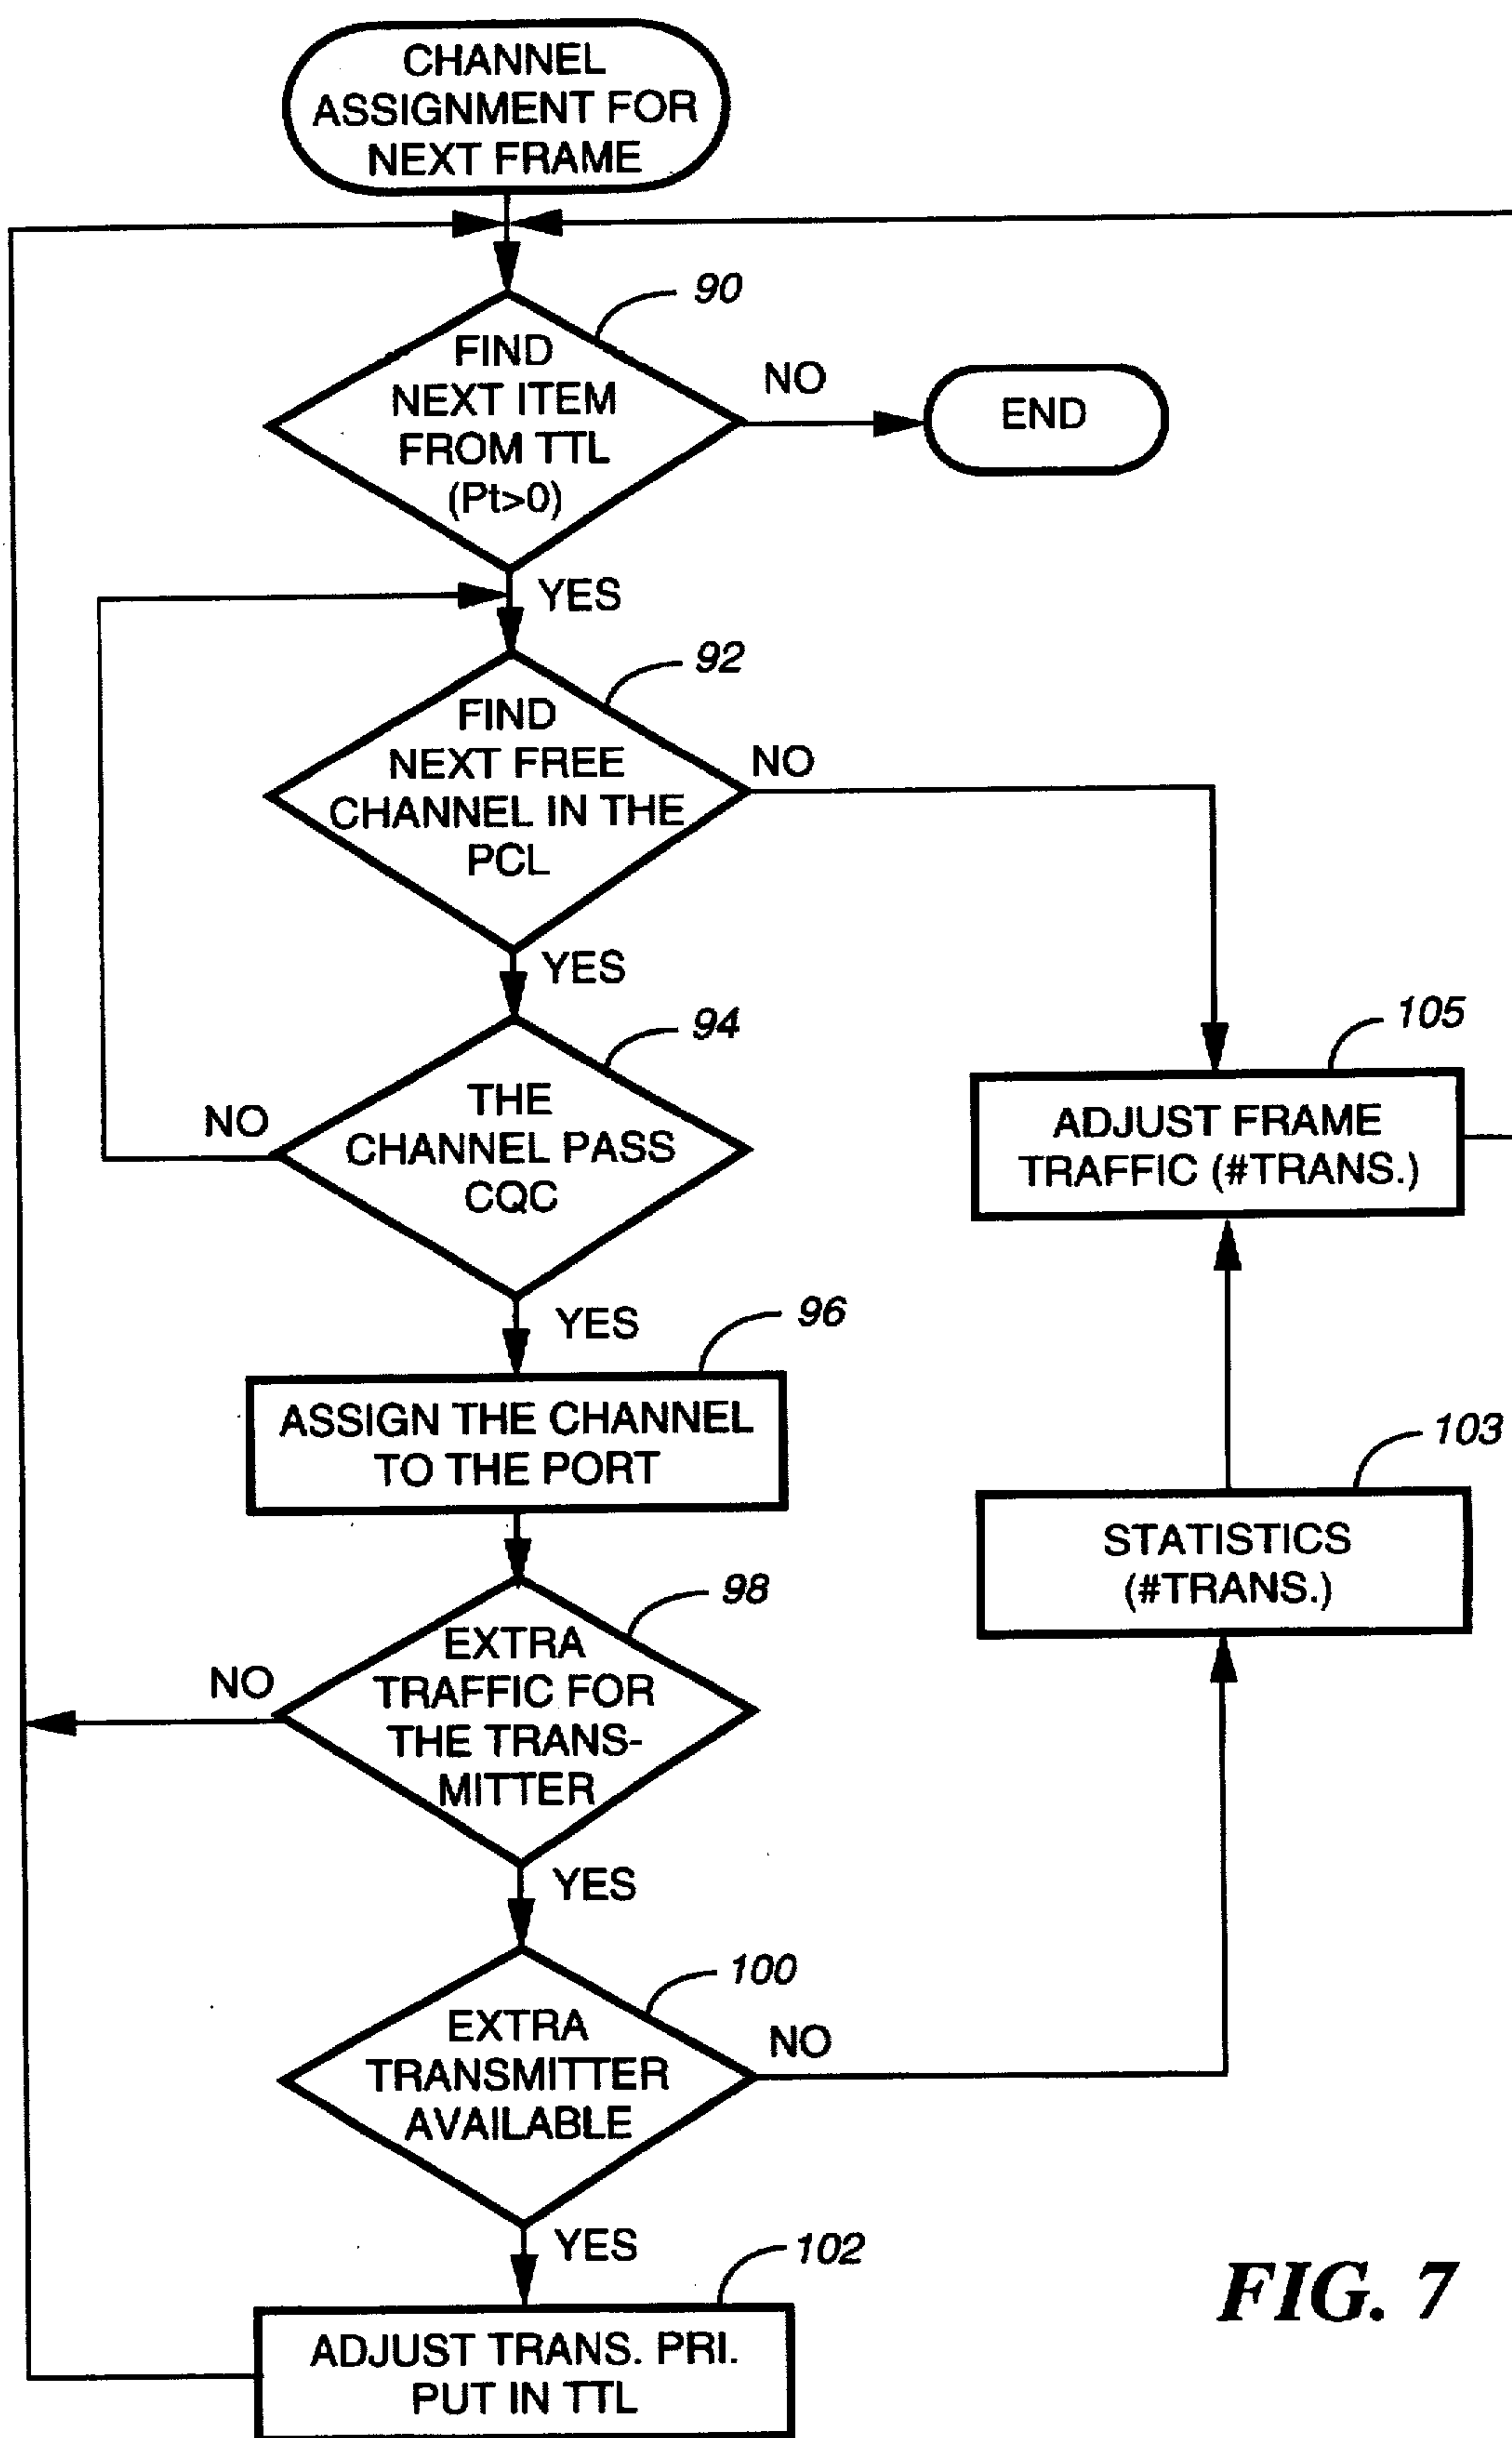 CHANNEL
ASSIGNMENT FOR
NEXT FRAME
90
FIND
NEXT ITEM
FROM TTL
(Pt>0)
NO
END
YES
92
FIND
NEXT FREE
CHANNEL IN THE
PCL
NO
YES
94
THE
CHANNEL PASS
CQC
NO
105
ADJUST FRAME
TRAFFIC (#TRANS.)
YES
96
ASSIGN THE CHANNEL
TO THE PORT
103
STATISTICS
(#TRANS.)
98
EXTRA
TRAFFIC FOR
THE TRANS-
MITTER
NO
YES
100
EXTRA
TRANSMITTER
AVAILABLE
NO
YES
102
ADJUST TRANS. PRI.
PUT IN TTL
FIG. 7